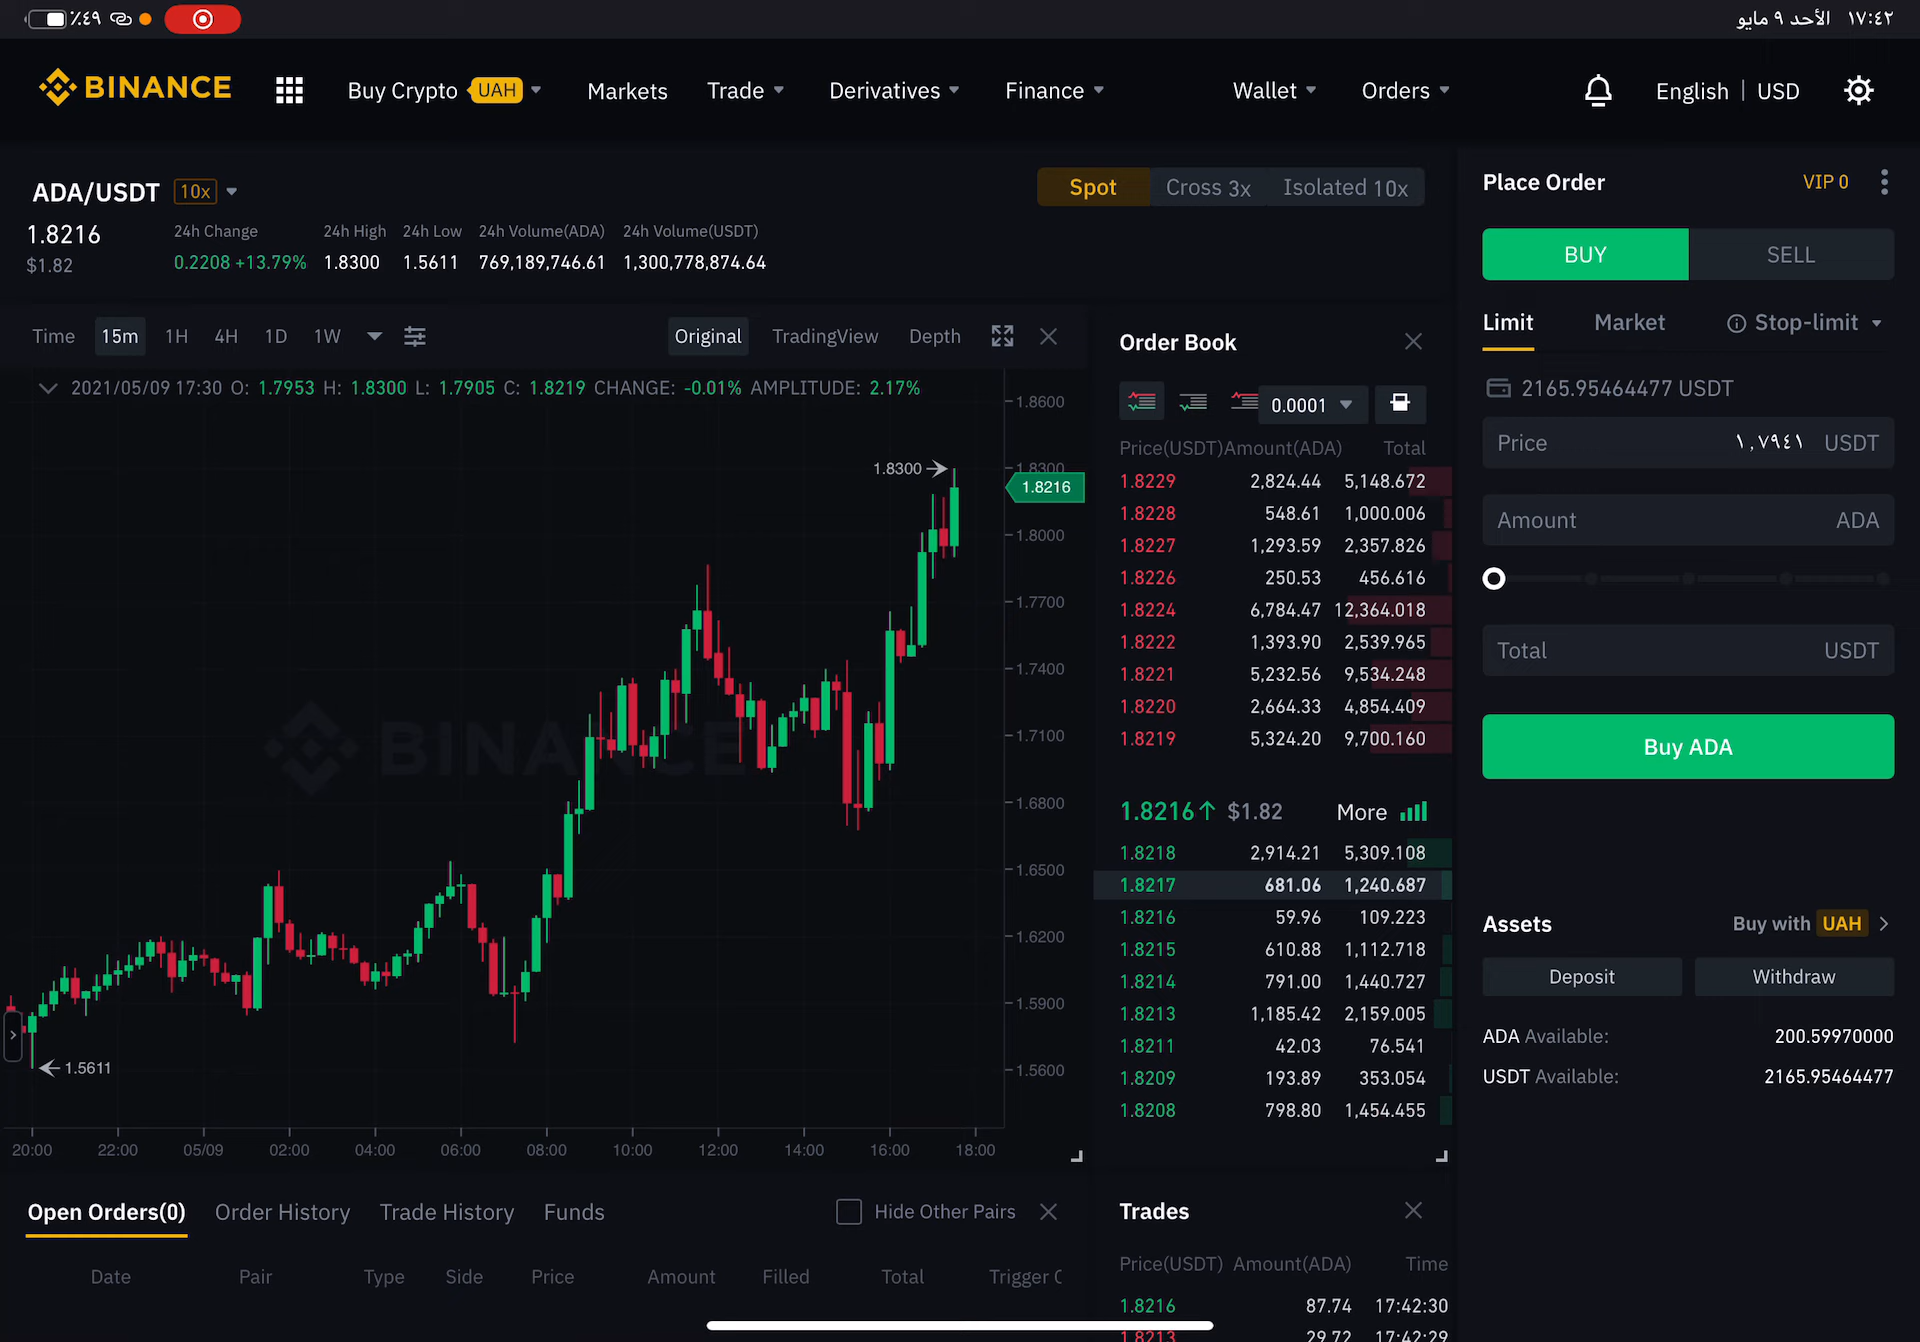 ٪٤٩
١٧:٤٢ الأحد ٩ مايو
BINANCE
Buy Crypto UAH Markets Trade Derivatives Finance Wallet Orders English | USD
ADA/USDT 10x
1.8216
$1.82
24h Change 24h High 24h Low 24h Volume(ADA) 24h Volume(USDT)
0.2208 +13.79% 1.8300 1.5611 769,189,746.61 1,300,778,874.64
Spot Cross 3x Isolated 10x
Time 15m 1H 4H 1D 1W Original TradingView Depth
2021/05/09 17:30 O: 1.7953 H: 1.8300 L: 1.7905 C: 1.8219 CHANGE: -0.01% AMPLITUDE: 2.17%
1.8600
1.8300
1.8300
1.8216
1.8000
1.7700
1.7400
1.7100
BINANCE
1.6800
1.6500
1.6200
1.5900
1.5600
1.5611
20:00 22:00 05/09 02:00 04:00 06:00 08:00 10:00 12:00 14:00 16:00 18:00
Order Book
0.0001
Price(USDT) Amount(ADA) Total
1.8229 2,824.44 5,148.672
1.8228 548.61 1,000.006
1.8227 1,293.59 2,357.826
1.8226 250.53 456.616
1.8224 6,784.47 12,364.018
1.8222 1,393.90 2,539.965
1.8221 5,232.56 9,534.248
1.8220 2,664.33 4,854.409
1.8219 5,324.20 9,700.160
1.8216 $1.82 More
1.8218 2,914.21 5,309.108
1.8217 681.06 1,240.687
1.8216 59.96 109.223
1.8215 610.88 1,112.718
1.8214 791.00 1,440.727
1.8213 1,185.42 2,159.005
1.8211 42.03 76.541
1.8209 193.89 353.054
1.8208 798.80 1,454.455
Place Order VIP 0
BUY SELL
Limit Market Stop-limit
2165.95464477 USDT
Price ١,٧٩٤١ USDT
Amount ADA
Total USDT
Buy ADA
Assets Buy with UAH
Deposit Withdraw
ADA Available: 200.59970000
USDT Available: 2165.95464477
Open Orders(0) Order History Trade History Funds Hide Other Pairs
Date Pair Type Side Price Amount Filled Total Trigger C
Trades
Price(USDT) Amount(ADA) Time
1.8216 87.74 17:42:30
1.8213 29.72 17:42:29